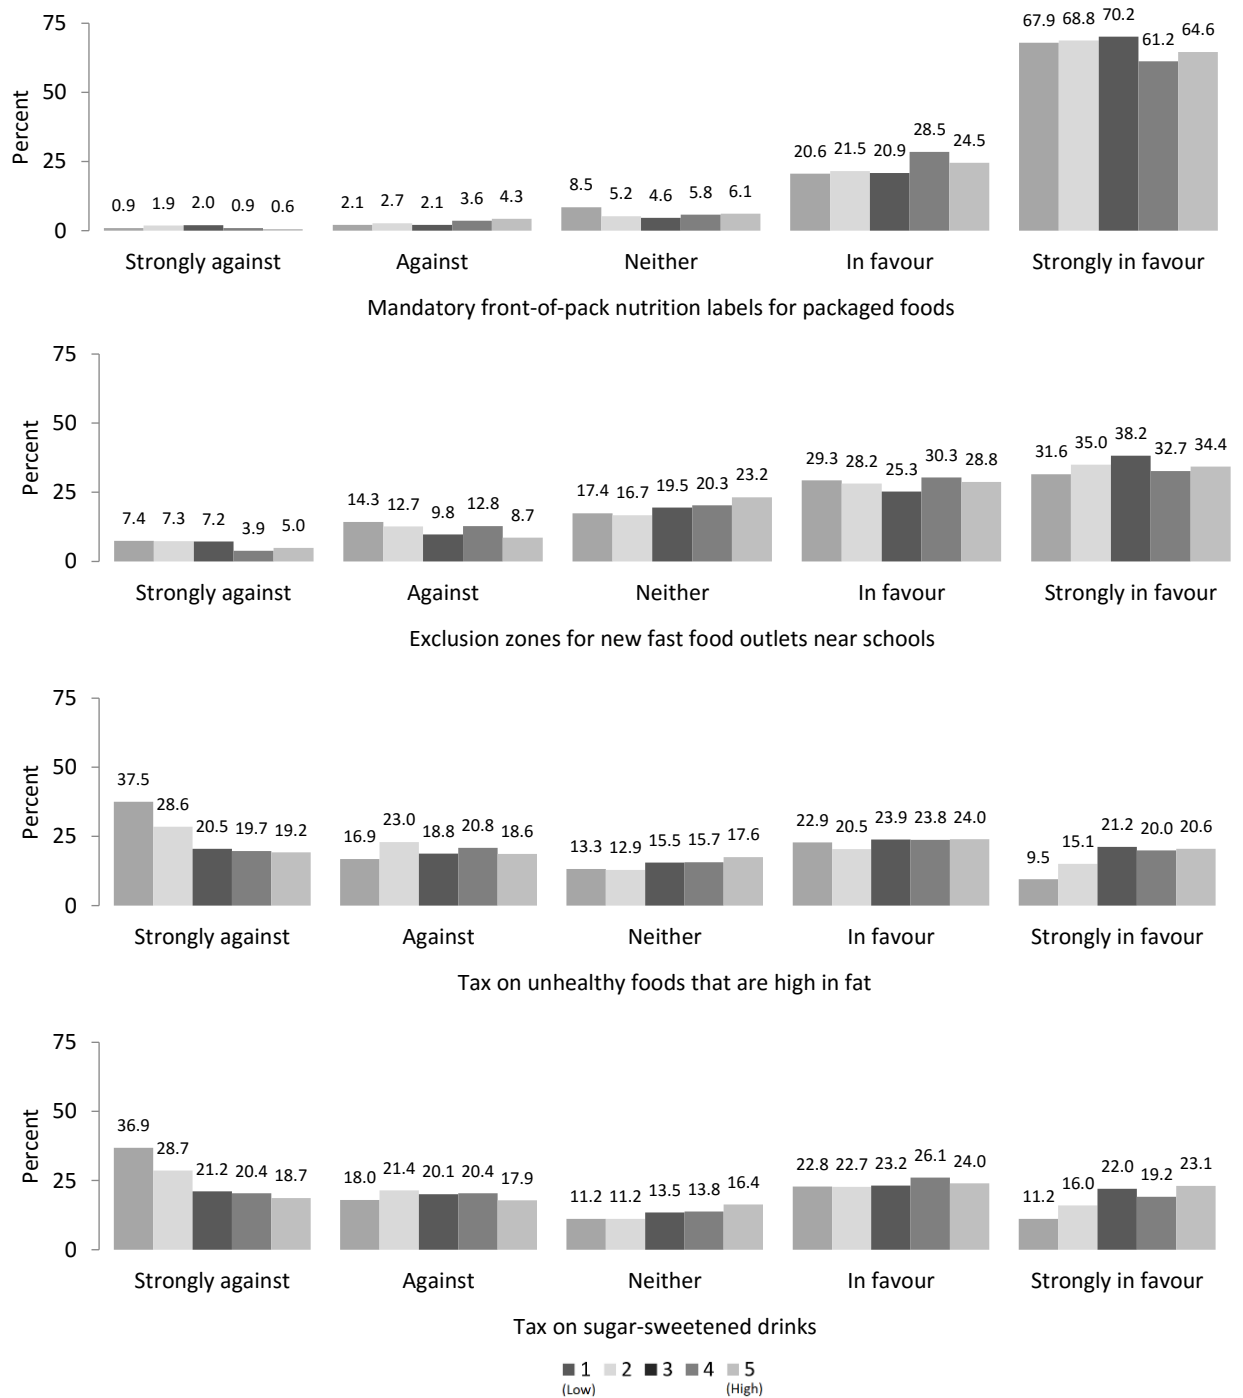 75
67.9 68.8 70.2 61.2 64.6
Percent
50
25
20.6 21.5 20.9 28.5 24.5
0.9 1.9 2.0 0.9 0.6
2.1 2.7 2.1 3.6 4.3
8.5 5.2 4.6 5.8 6.1
0
Strongly against Against Neither In favour Strongly in favour
Mandatory front-of-pack nutrition labels for packaged foods
75
Percent
50
25
7.4 7.3 7.2 3.9 5.0
14.3 12.7 9.8 12.8 8.7
17.4 16.7 19.5 20.3 23.2
29.3 28.2 25.3 30.3 28.8
31.6 35.0 38.2 32.7 34.4
0
Strongly against Against Neither In favour Strongly in favour
Exclusion zones for new fast food outlets near schools
75
Percent
50
25
37.5 28.6 20.5 19.7 19.2
16.9 23.0 18.8 20.8 18.6
13.3 12.9 15.5 15.7 17.6
22.9 20.5 23.9 23.8 24.0
9.5 15.1 21.2 20.0 20.6
0
Strongly against Against Neither In favour Strongly in favour
Tax on unhealthy foods that are high in fat
75
Percent
50
25
36.9 28.7 21.2 20.4 18.7
18.0 21.4 20.1 20.4 17.9
11.2 11.2 13.5 13.8 16.4
22.8 22.7 23.2 26.1 24.0
11.2 16.0 22.0 19.2 23.1
0
Strongly against Against Neither In favour Strongly in favour
Tax on sugar-sweetened drinks
1 2 3 4 5
(Low) (High)